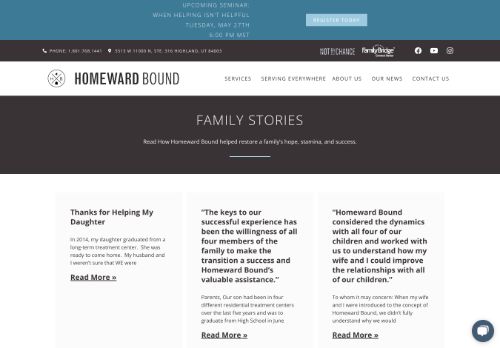 UPCOMING SEMINAR:
WHEN HELPING ISN'T HELPFUL
TUESDAY, MAY 27TH
6:00 PM MST
REGISTER TODAY
PHONE: 1.801.768.1441
5513 W 11000 N, STE. 516 HIGHLAND, UT 84003
NOT BY CHANCE
FamilyBridge
HOMEWARD BOUND
SERVICES
SERVING EVERYWHERE
ABOUT US
OUR NEWS
CONTACT US
FAMILY STORIES
Read How Homeward Bound helped restore a family's hope, stamina, and success.
Thanks for Helping My
Daughter
In 2014, my daughter graduated from a
long-term treatment center. She was
ready to come home. My husband and
I weren't sure that WE were
Read More »
"The keys to our
successful experience has
been the willingness of all
four members of the
family to make the
transition a success and
Homeward Bound's
valuable assistance."
Parents, Our son had been in four
different residential treatment centers
over the last five years and was to
graduate from High School in June.
Read More »
"Homeward Bound
considered the dynamics
with all four of our
children and worked with
us to understand how my
wife and I could improve
the relationships with all
of our children."
To whom it may concern: When my wife
and I were introduced to the concept of
Homeward Bound, we didn't fully
understand why we would
Read More »